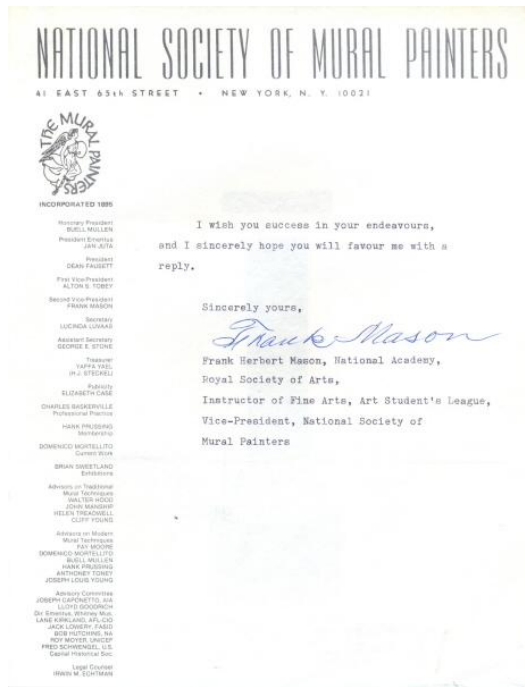 NATIONAL SOCIETY OF MURAL PAINTERS
41 EAST 65th STREET • NEW YORK, N. Y. 10021
THE MURAL PAINTERS
INCORPORATED 1895
Honorary President
BUELL MULLEN
President Emeritus
JAN JUTA
President
DEAN FAUSETT
First Vice-President
ALTON S. TOBEY
Second Vice-President
FRANK MASON
Secretary
LUCINDA LUVAAS
Assistant Secretary
GEORGE E. STONE
Treasurer
YAFFA YAEL
(H.J. STECKEL)
Publicity
ELIZABETH CASE
CHARLES BASKERVILLE
Professional Practice
HANK PRUSSING
Membership
DOMENICO MORTELLITO
Current Work
BRIAN SWEETLAND
Exhibitions
Advisors on Traditional
Mural Techniques
WALTER HOOD
JOHN MANSHIP
HELEN TREADWELL
CLIFF YOUNG
Advisors on Modern
Mural Techniques
FAY MOORE
DOMENICO MORTELLITO
BUELL MULLEN
HANK PRUSSING
ANTHONEY TONEY
JOSEPH LOUIS YOUNG
Advisory Committee
JOSEPH CAPONETTO, AIA
LLOYD GOODRICH
Dir. Emeritus, Whitney Mus.
LANE KIRKLAND, AFL-CIO
JACK LOWERY, FASID
BOB HUTCHINS, NA
ROY MOYER, UNICEF
FRED SCHWENGEL, U.S.
Capital Historical Soc.
Legal Counsel
IRWIN M. ECHTMAN
I wish you success in your endeavours,
and I sincerely hope you will favour me with a
reply.
Sincerely yours,
Frank Mason
Frank Herbert Mason, National Academy,
Royal Society of Arts,
Instructor of Fine Arts, Art Student's League,
Vice-President, National Society of
Mural Painters